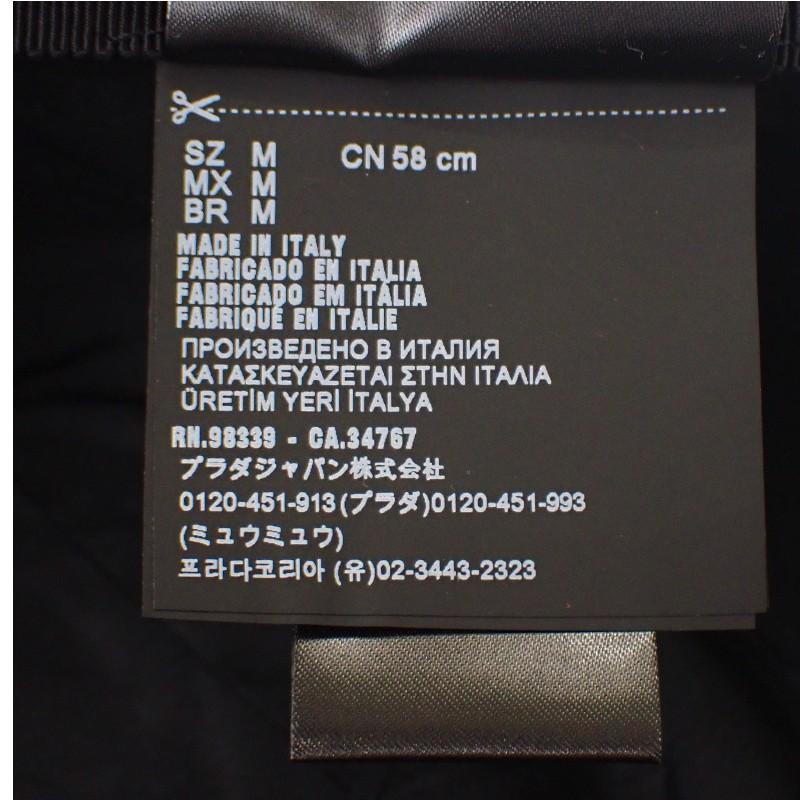 SZ M CN 58 cm
MX M
BR M
MADE IN ITALY
FABRICADO EN ITALIA
FABRICADO EM ITÁLIA
FABRIQUÉ EN ITALIE
ПРОИЗВЕДЕНО В ИТАЛИЯ
ΚΑΤΑΣΚΕΥΑΖΕΤΑΙ ΣΤΗΝ ΙΤΑΛΙΑ
ÜRETİM YERİ İTALYA
RN.98339 - CA.34767
プラダジャパン株式会社
0120-451-913(プラダ)0120-451-993
(ミュウミュウ)
프라다코리아 (유)02-3443-2323